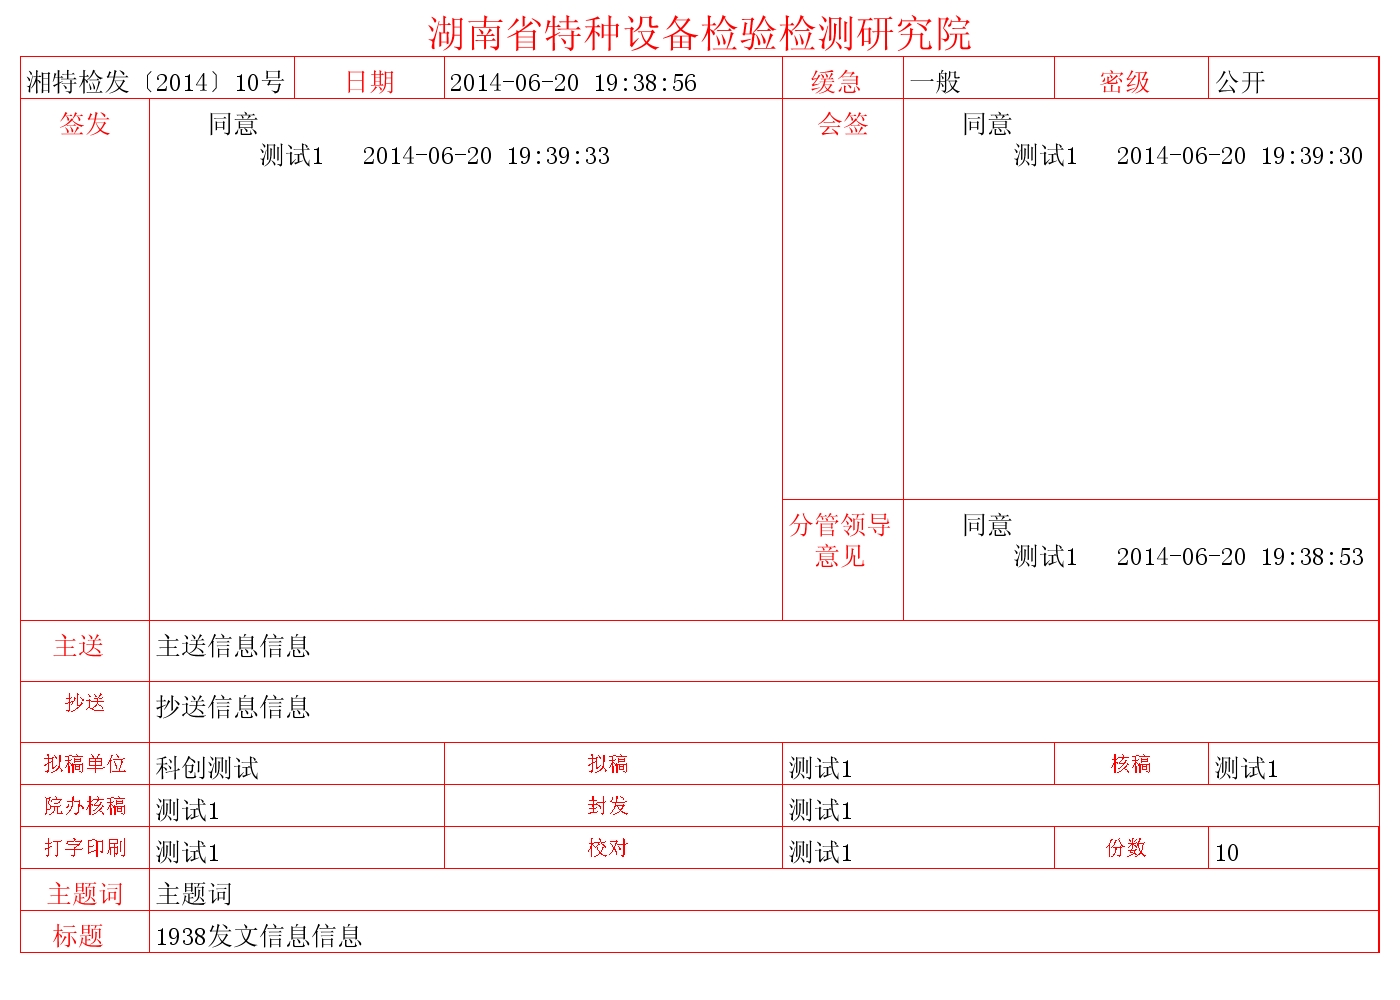 湖南省特种设备检验检测研究院
湘特检发〔2014〕10号 日期 2014-06-20 19:38:56 缓急 一般 密级 公开
签发 同意 会签 同意
测试1 2014-06-20 19:39:33 测试1 2014-06-20 19:39:30
分管领导 同意
意见 测试1 2014-06-20 19:38:53
主送 主送信息信息
抄送 抄送信息信息
拟稿单位 科创测试 拟稿 测试1 核稿 测试1
院办核稿 测试1 封发 测试1
打字印刷 测试1 校对 测试1 份数 10
主题词 主题词
标题 1938发文信息信息